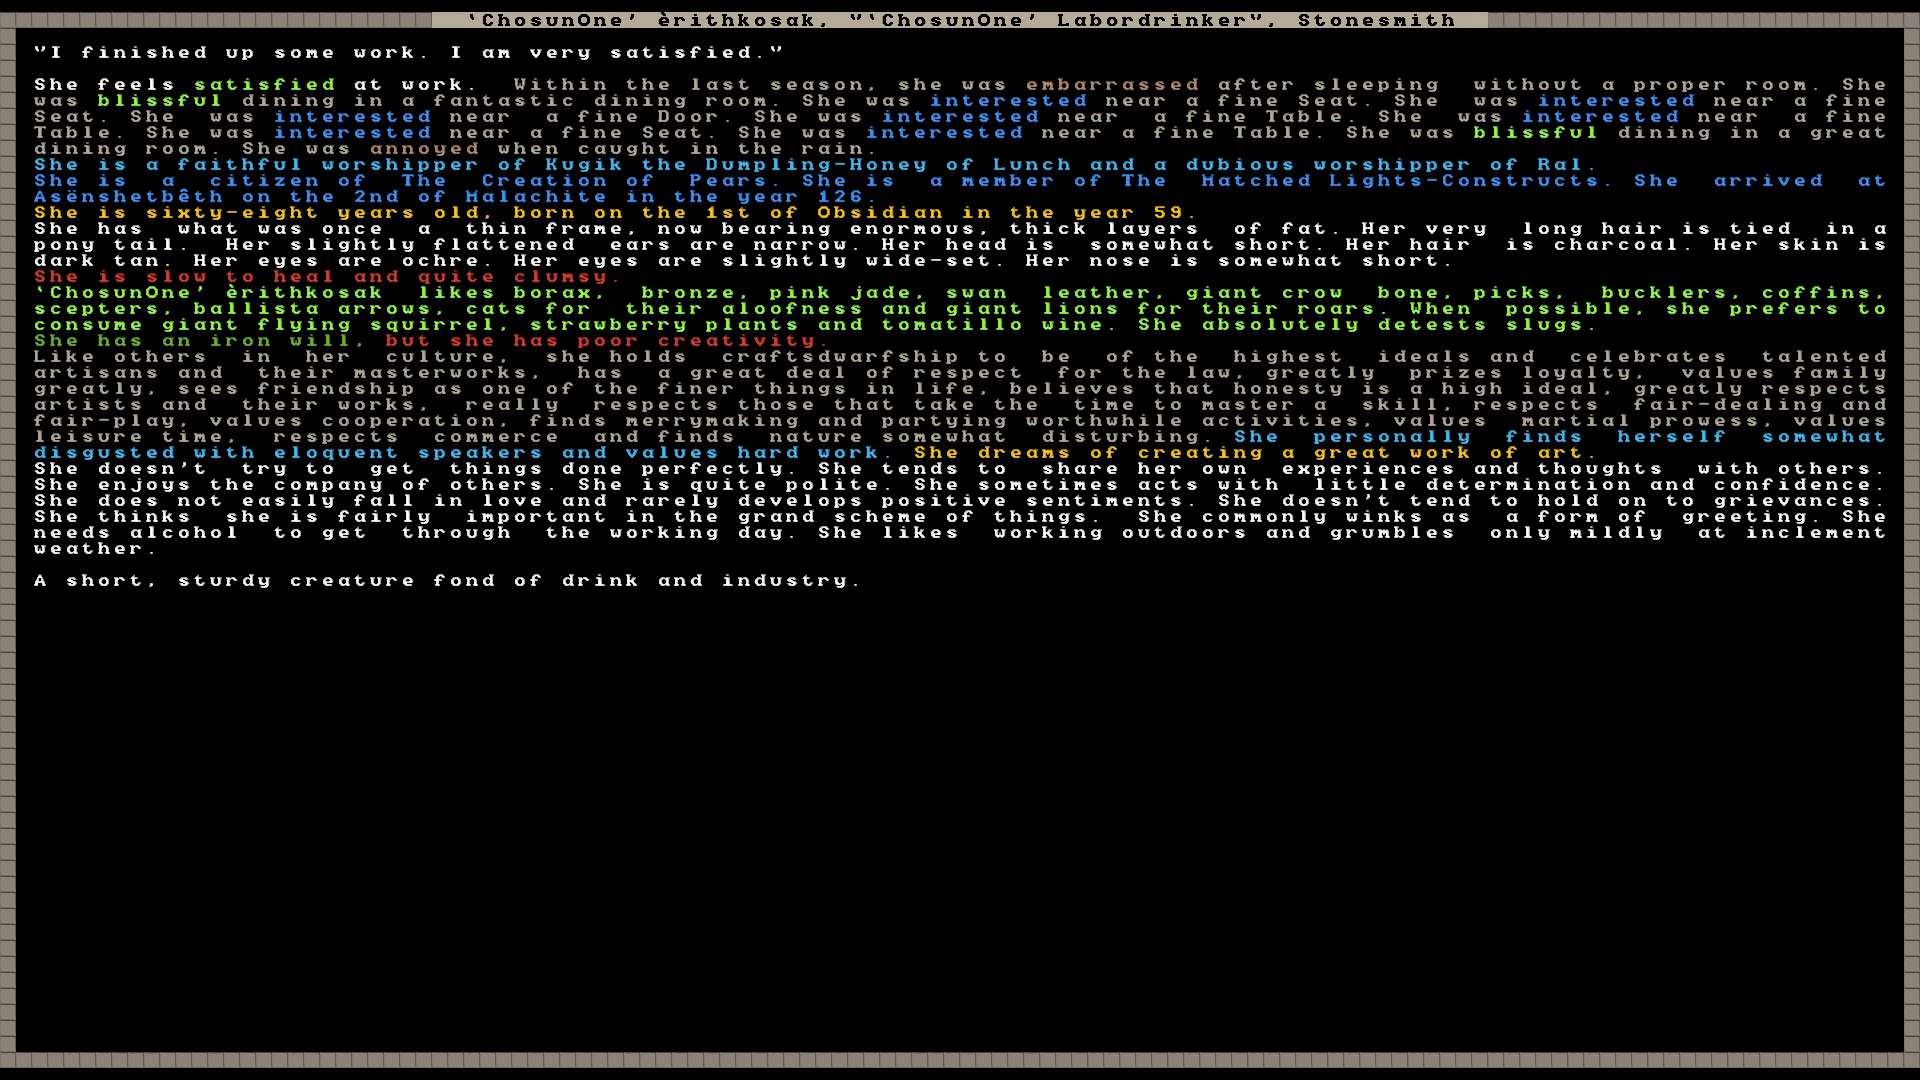 ‘ChosunOne’ èrithkosak, "‘ChosunOne’ Labordrinker", Stonesmith
"I finished up some work. I am very satisfied."
She feels satisfied at work. Within the last season, she was embarrassed after sleeping without a proper room. She
was blissful dining in a fantastic dining room. She was interested near a fine Seat. She was interested near a fine
Seat. She was interested near a fine Door. She was interested near a fine Table. She was interested near a fine
Table. She was interested near a fine Seat. She was interested near a fine Table. She was blissful dining in a great
dining room. She was annoyed when caught in the rain.
She is a faithful worshipper of Kugik the Dumpling-Honey of Lunch and a dubious worshipper of Ral.
She is a citizen of The Creation of Pears. She is a member of The Matched Lights-Constructs. She arrived at
Asënshetbêth on the 2nd of Malachite in the year 126.
She is sixty-eight years old, born on the 1st of Obsidian in the year 59.
She has what was once a thin frame, now bearing enormous, thick layers of fat. Her very long hair is tied in a
pony tail. Her slightly flattened ears are narrow. Her head is somewhat short. Her hair is charcoal. Her skin is
dark tan. Her eyes are ochre. Her eyes are slightly wide-set. Her nose is somewhat short.
She is slow to heal and quite clumsy.
‘ChosunOne’ èrithkosak likes borax, bronze, pink jade, swan leather, giant crow bone, picks, bucklers, coffins,
scepters, ballista arrows, cats for their aloofness and giant lions for their roars. When possible, she prefers to
consume giant flying squirrel, strawberry plants and tomatillo wine. She absolutely detests slugs.
She has an iron will, but she has poor creativity.
Like others in her culture, she holds craftsdwarfship to be of the highest ideals and celebrates talented
artisans and their masterworks, has a great deal of respect for the law, greatly prizes loyalty, values family
greatly, sees friendship as one of the finer things in life, believes that honesty is a high ideal, greatly respects
artists and their works, really respects those that take the time to master a skill, respects fair-dealing and
fair-play, values cooperation, finds merrymaking and partying worthwhile activities, values martial prowess, values
leisure time, respects commerce and finds nature somewhat disturbing. She personally finds herself somewhat
disgusted with eloquent speakers and values hard work. She dreams of creating a great work of art.
She doesn't try to get things done perfectly. She tends to share her own experiences and thoughts with others.
She enjoys the company of others. She is quite polite. She sometimes acts with little determination and confidence.
She does not easily fall in love and rarely develops positive sentiments. She doesn't tend to hold on to grievances.
She thinks she is fairly important in the grand scheme of things. She commonly winks as a form of greeting. She
needs alcohol to get through the working day. She likes working outdoors and grumbles only mildly at inclement
weather.
A short, sturdy creature fond of drink and industry.